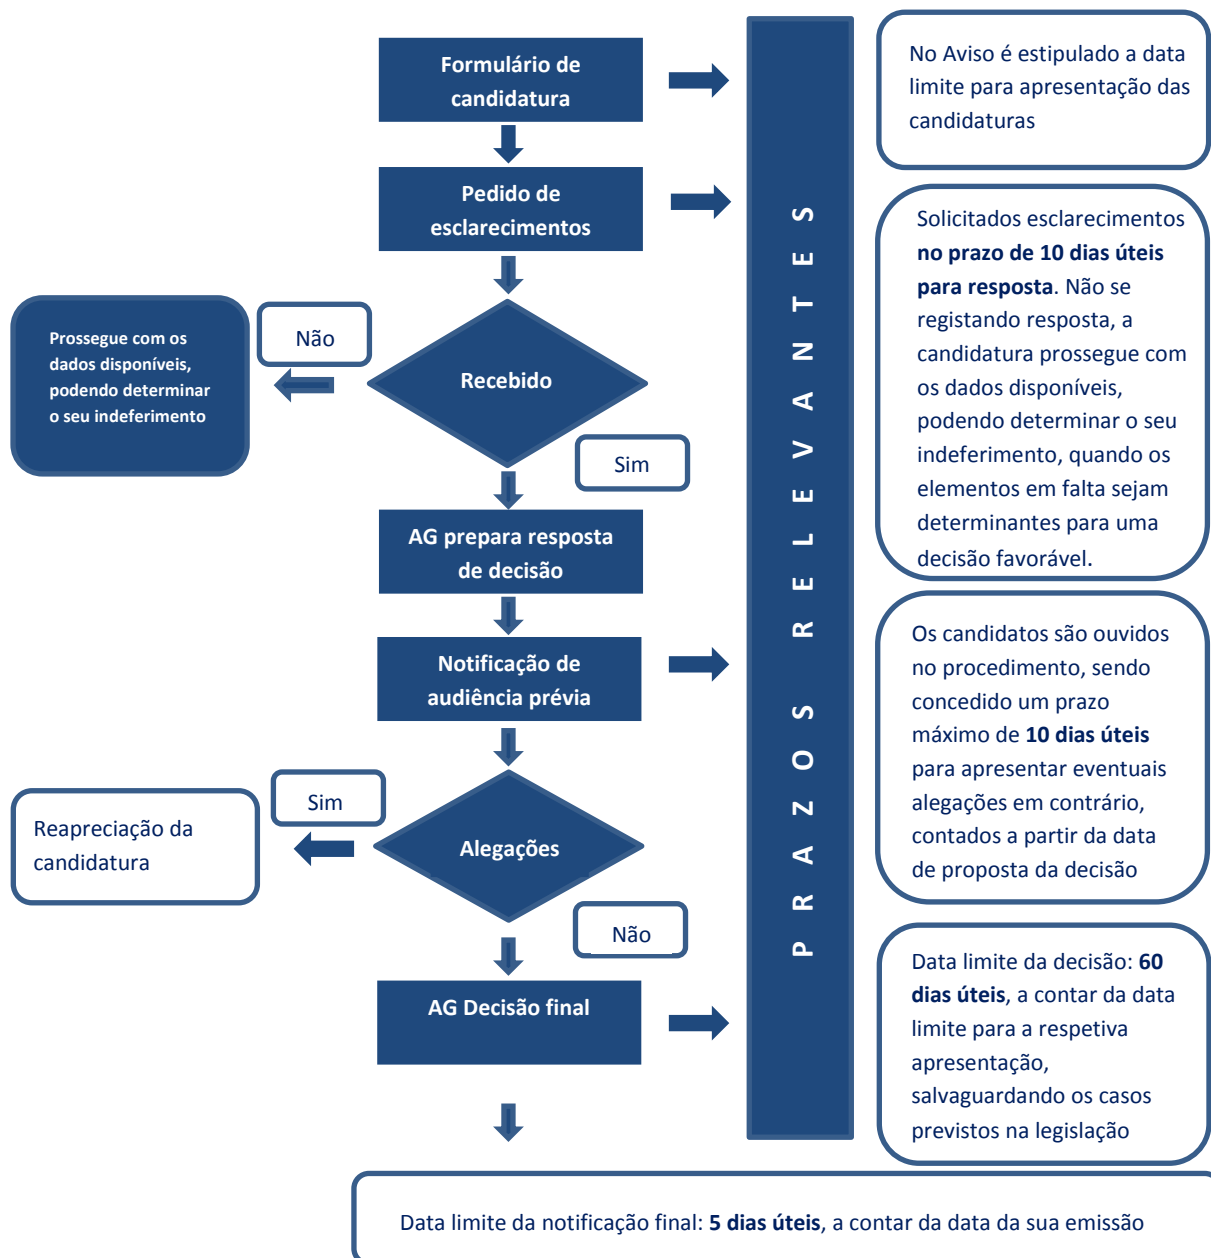 Formulário de
candidatura
No Aviso é estipulado a data
limite para apresentação das
candidaturas
Pedido de
esclarecimentos
Solicitados esclarecimentos
no prazo de 10 dias úteis
para resposta. Não se
registando resposta, a
candidatura prossegue com
os dados disponíveis,
podendo determinar o seu
indeferimento, quando os
elementos em falta sejam
determinantes para uma
decisão favorável.
Recebido
Não
Prossegue com os
dados disponíveis,
podendo determinar
o seu indeferimento
Sim
AG prepara resposta
de decisão
Notificação de
audiência prévia
Os candidatos são ouvidos
no procedimento, sendo
concedido um prazo
máximo de 10 dias úteis
para apresentar eventuais
alegações em contrário,
contados a partir da data
de proposta da decisão
Alegações
Sim
Reapreciação da
candidatura
Não
AG Decisão final
Data limite da decisão: 60
dias úteis, a contar da data
limite para a respetiva
apresentação,
salvaguardando os casos
previstos na legislação
PRAZOS RELEVANTES
Data limite da notificação final: 5 dias úteis, a contar da data da sua emissão